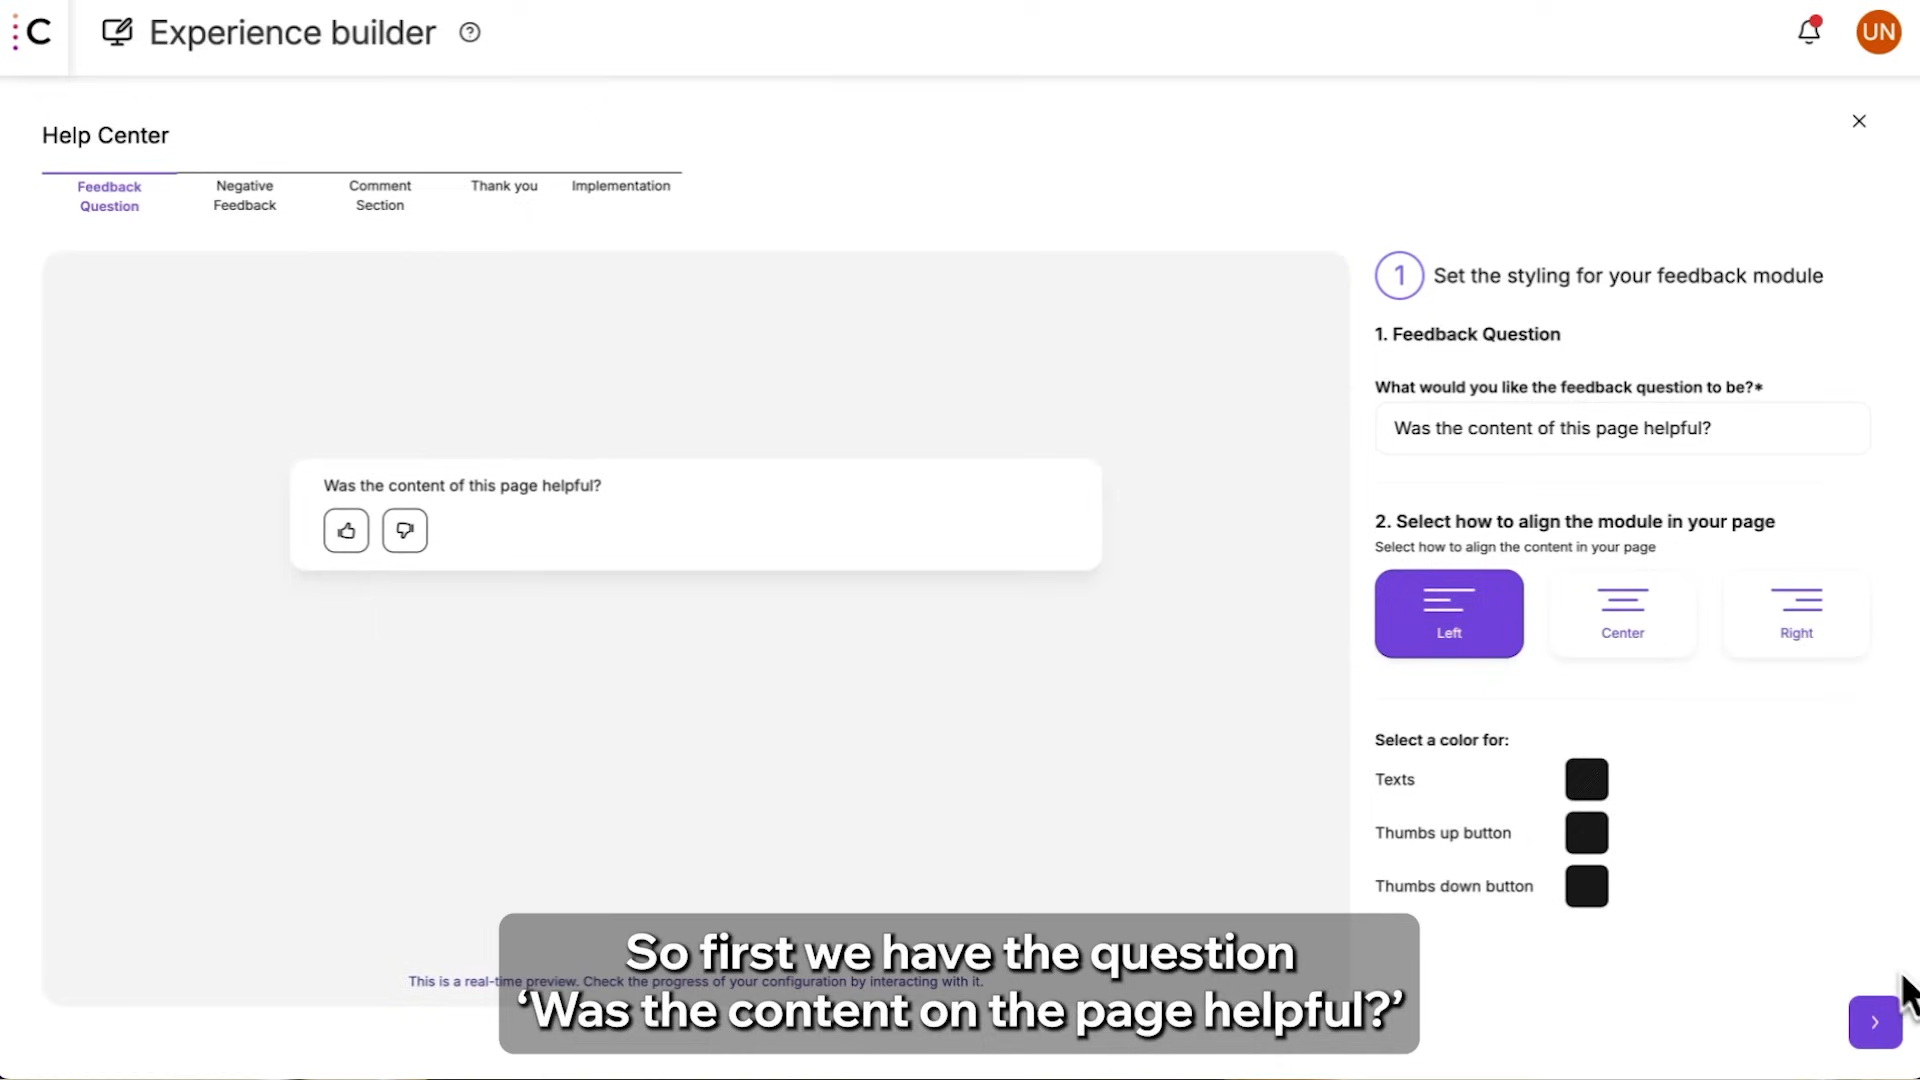 C
Experience builder
UN
Help Center
Feedback
Question
Negative
Feedback
Comment
Section
Thank you
Implementation
1 Set the styling for your feedback module
1. Feedback Question
What would you like the feedback question to be?*
Was the content of this page helpful?
Was the content of this page helpful?
2. Select how to align the module in your page
Select how to align the content in your page
Left
Center
Right
Select a color for:
Texts
Thumbs up button
Thumbs down button
This is a real-time preview. Check the progress of your configuration by interacting with it.
So first we have the question
‘Was the content on the page helpful?’